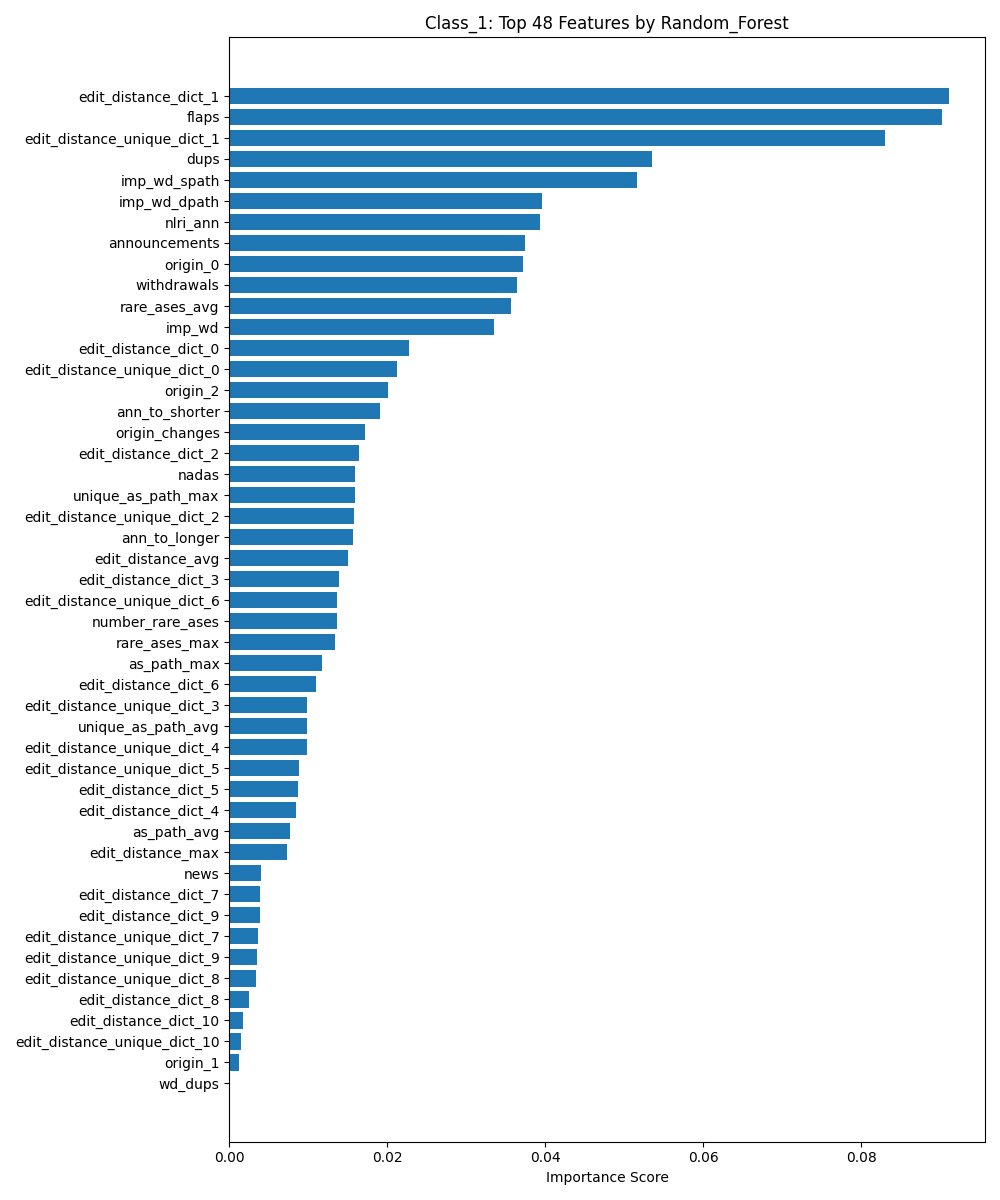 Class_1: Top 48 Features by Random_Forest
edit_distance_dict_1
flaps
edit_distance_unique_dict_1
dups
imp_wd_spath
imp_wd_dpath
nlri_ann
announcements
origin_0
withdrawals
rare_ases_avg
imp_wd
edit_distance_dict_0
edit_distance_unique_dict_0
origin_2
ann_to_shorter
origin_changes
edit_distance_dict_2
nadas
unique_as_path_max
edit_distance_unique_dict_2
ann_to_longer
edit_distance_avg
edit_distance_dict_3
edit_distance_unique_dict_6
number_rare_ases
rare_ases_max
as_path_max
edit_distance_dict_6
edit_distance_unique_dict_3
unique_as_path_avg
edit_distance_unique_dict_4
edit_distance_unique_dict_5
edit_distance_dict_5
edit_distance_dict_4
as_path_avg
edit_distance_max
news
edit_distance_dict_7
edit_distance_dict_9
edit_distance_unique_dict_7
edit_distance_unique_dict_9
edit_distance_unique_dict_8
edit_distance_dict_8
edit_distance_dict_10
edit_distance_unique_dict_10
origin_1
wd_dups
0.00 0.02 0.04 0.06 0.08
Importance Score